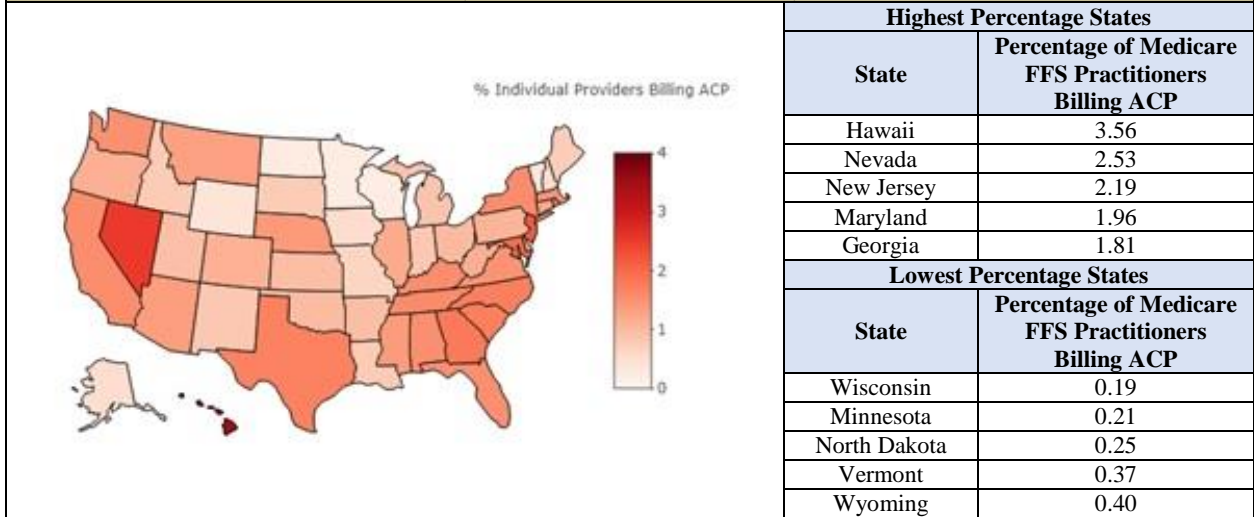 % Individual Providers Billing ACP
4
3
2
1
0
Highest Percentage States
State
Percentage of Medicare
FFS Practitioners
Billing ACP
Hawaii 3.56
Nevada 2.53
New Jersey 2.19
Maryland 1.96
Georgia 1.81
Lowest Percentage States
State
Percentage of Medicare
FFS Practitioners
Billing ACP
Wisconsin 0.19
Minnesota 0.21
North Dakota 0.25
Vermont 0.37
Wyoming 0.40